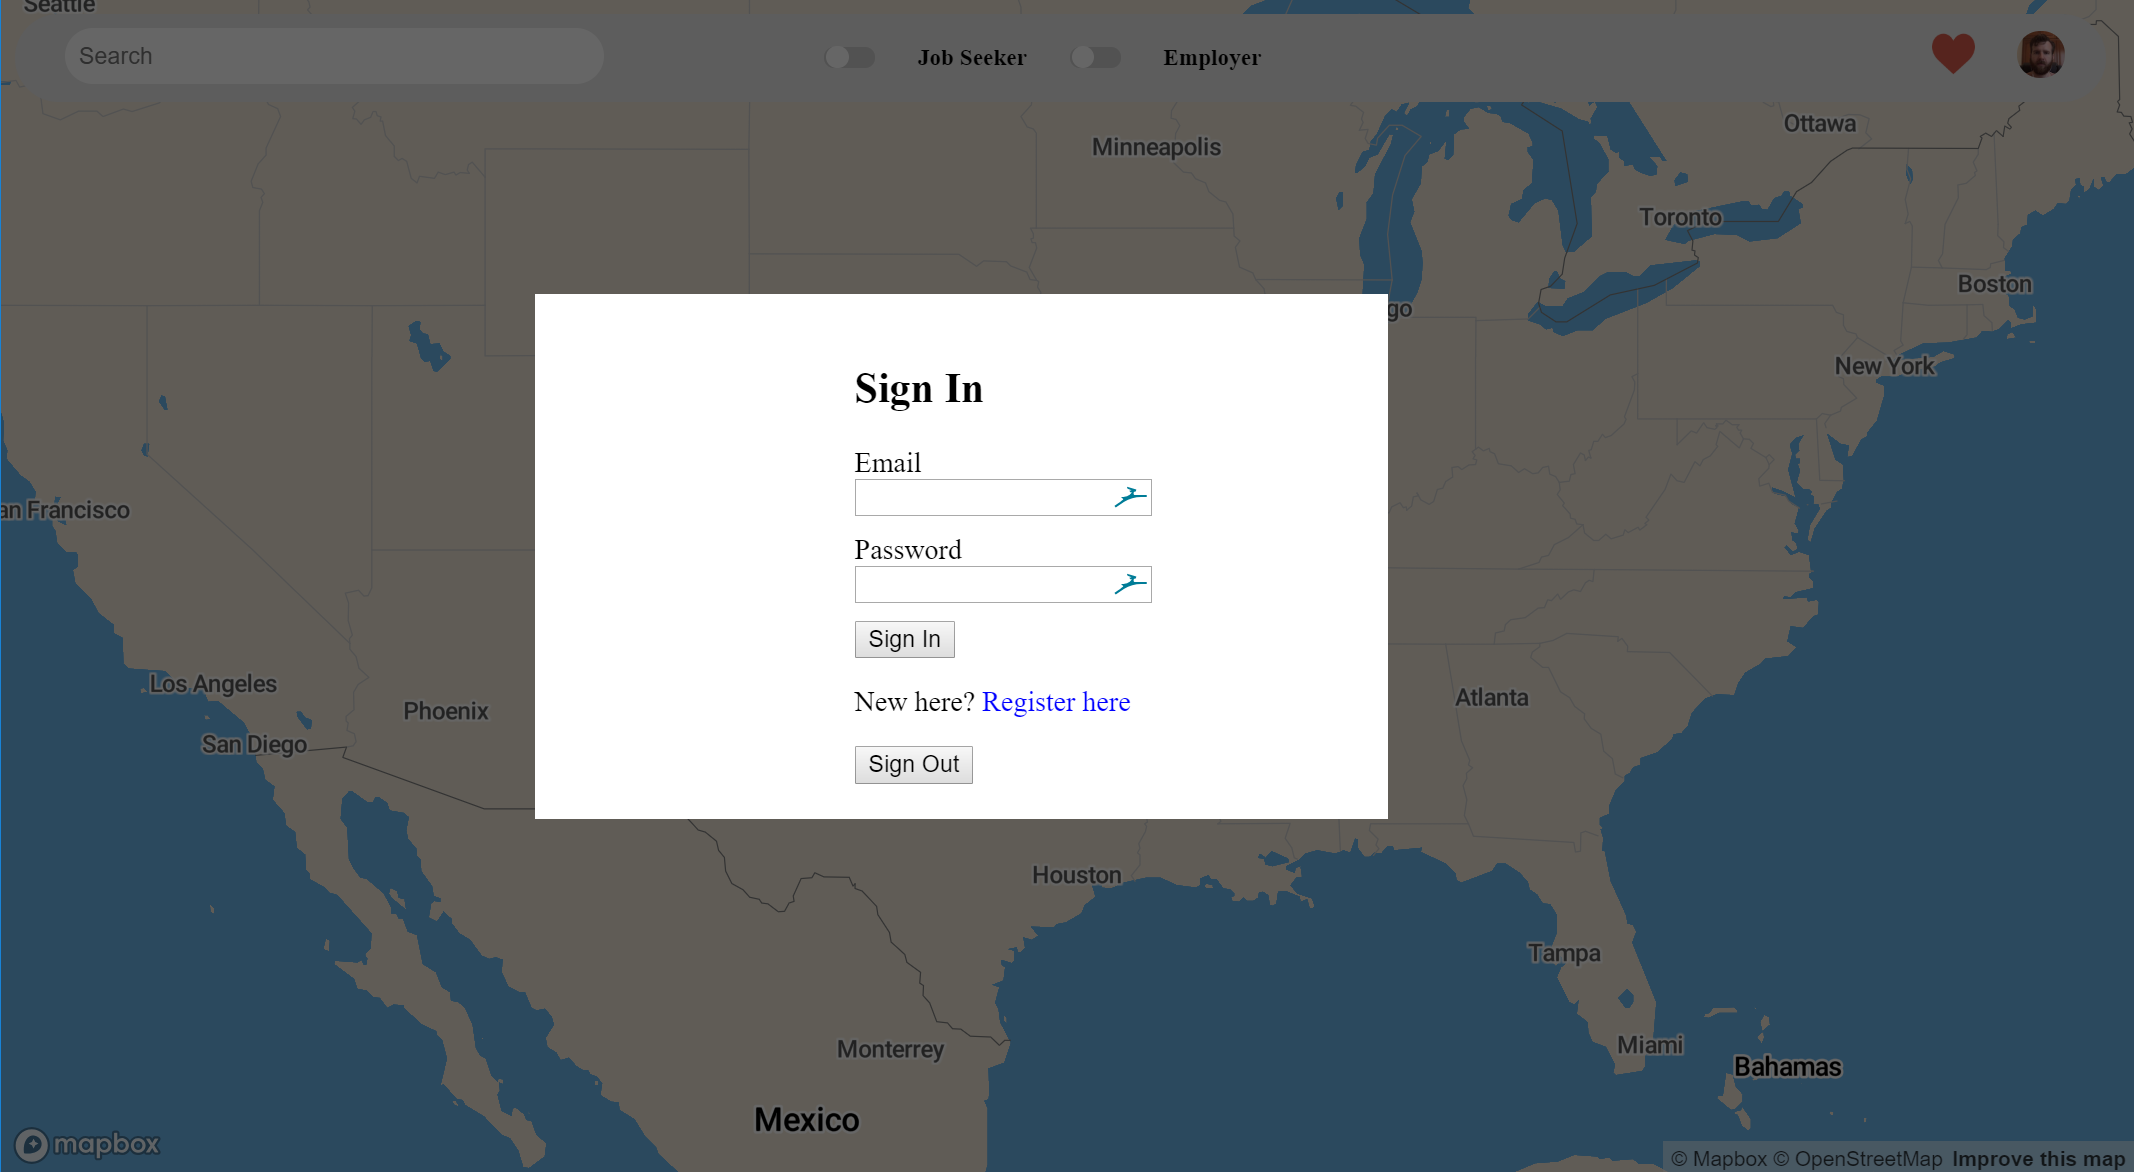 Seattle
Search
Job Seeker
Employer
Ottawa
Minneapolis
Toronto
Boston
go
New York
Sign In
Email
an Francisco
Password
Sign In
Los Angeles
Phoenix
New here? Register here
Atlanta
San Diego
Sign Out
Houston
Tampa
Monterrey
Miami
Bahamas
Mexico
mapbox
© Mapbox © OpenStreetMap Improve this map